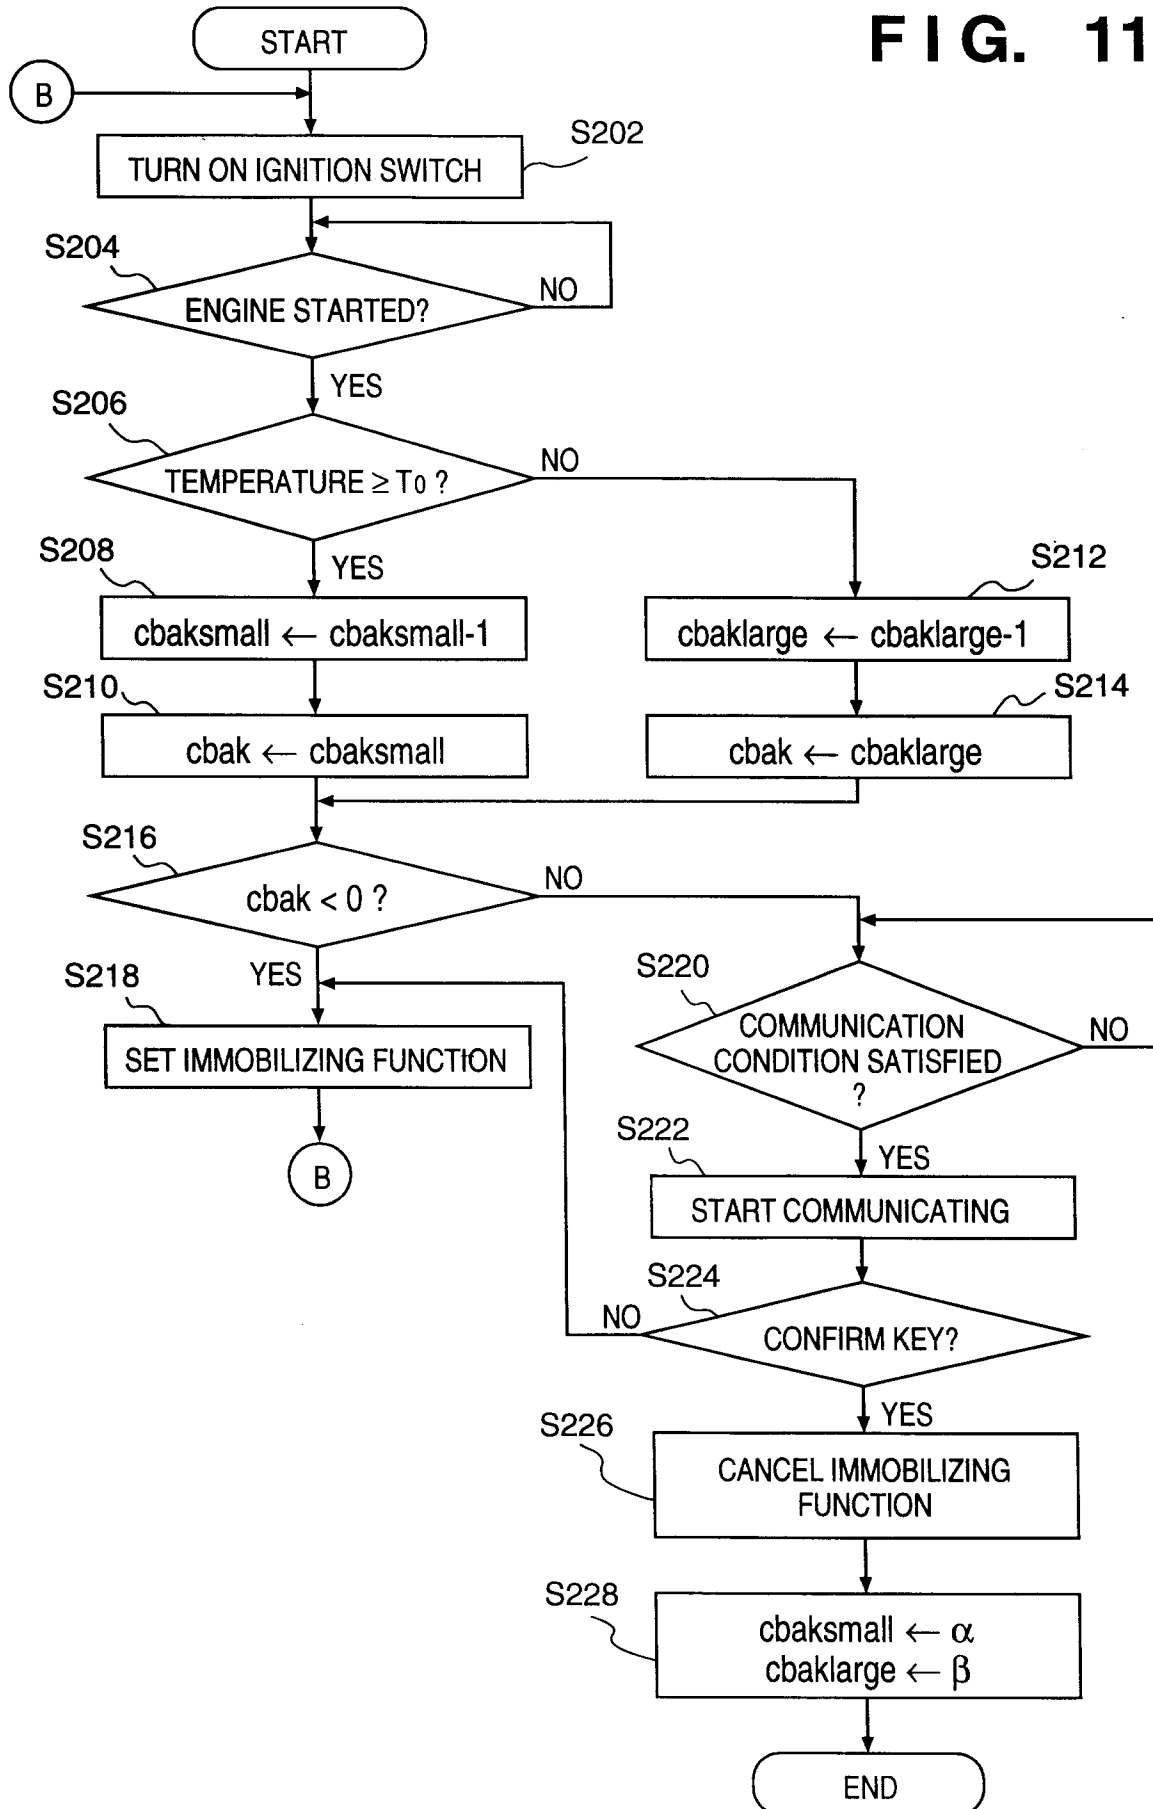 FIG. 11
START
B
S202
TURN ON IGNITION SWITCH
S204
NO
ENGINE STARTED?
YES
S206
NO
TEMPERATURE ≥ T0 ?
S208
YES
S212
cbaksmall ← cbaksmall-1
cbaklarge ← cbaklarge-1
S210
S214
cbak ← cbaksmall
cbak ← cbaklarge
S216
NO
cbak < 0 ?
S218
YES
S220
COMMUNICATION
CONDITION SATISFIED
?
NO
SET IMMOBILIZING FUNCTION
B
S222
YES
START COMMUNICATING
S224
NO
CONFIRM KEY?
YES
S226
CANCEL IMMOBILIZING
FUNCTION
S228
cbaksmall ← α
cbaklarge ← β
END